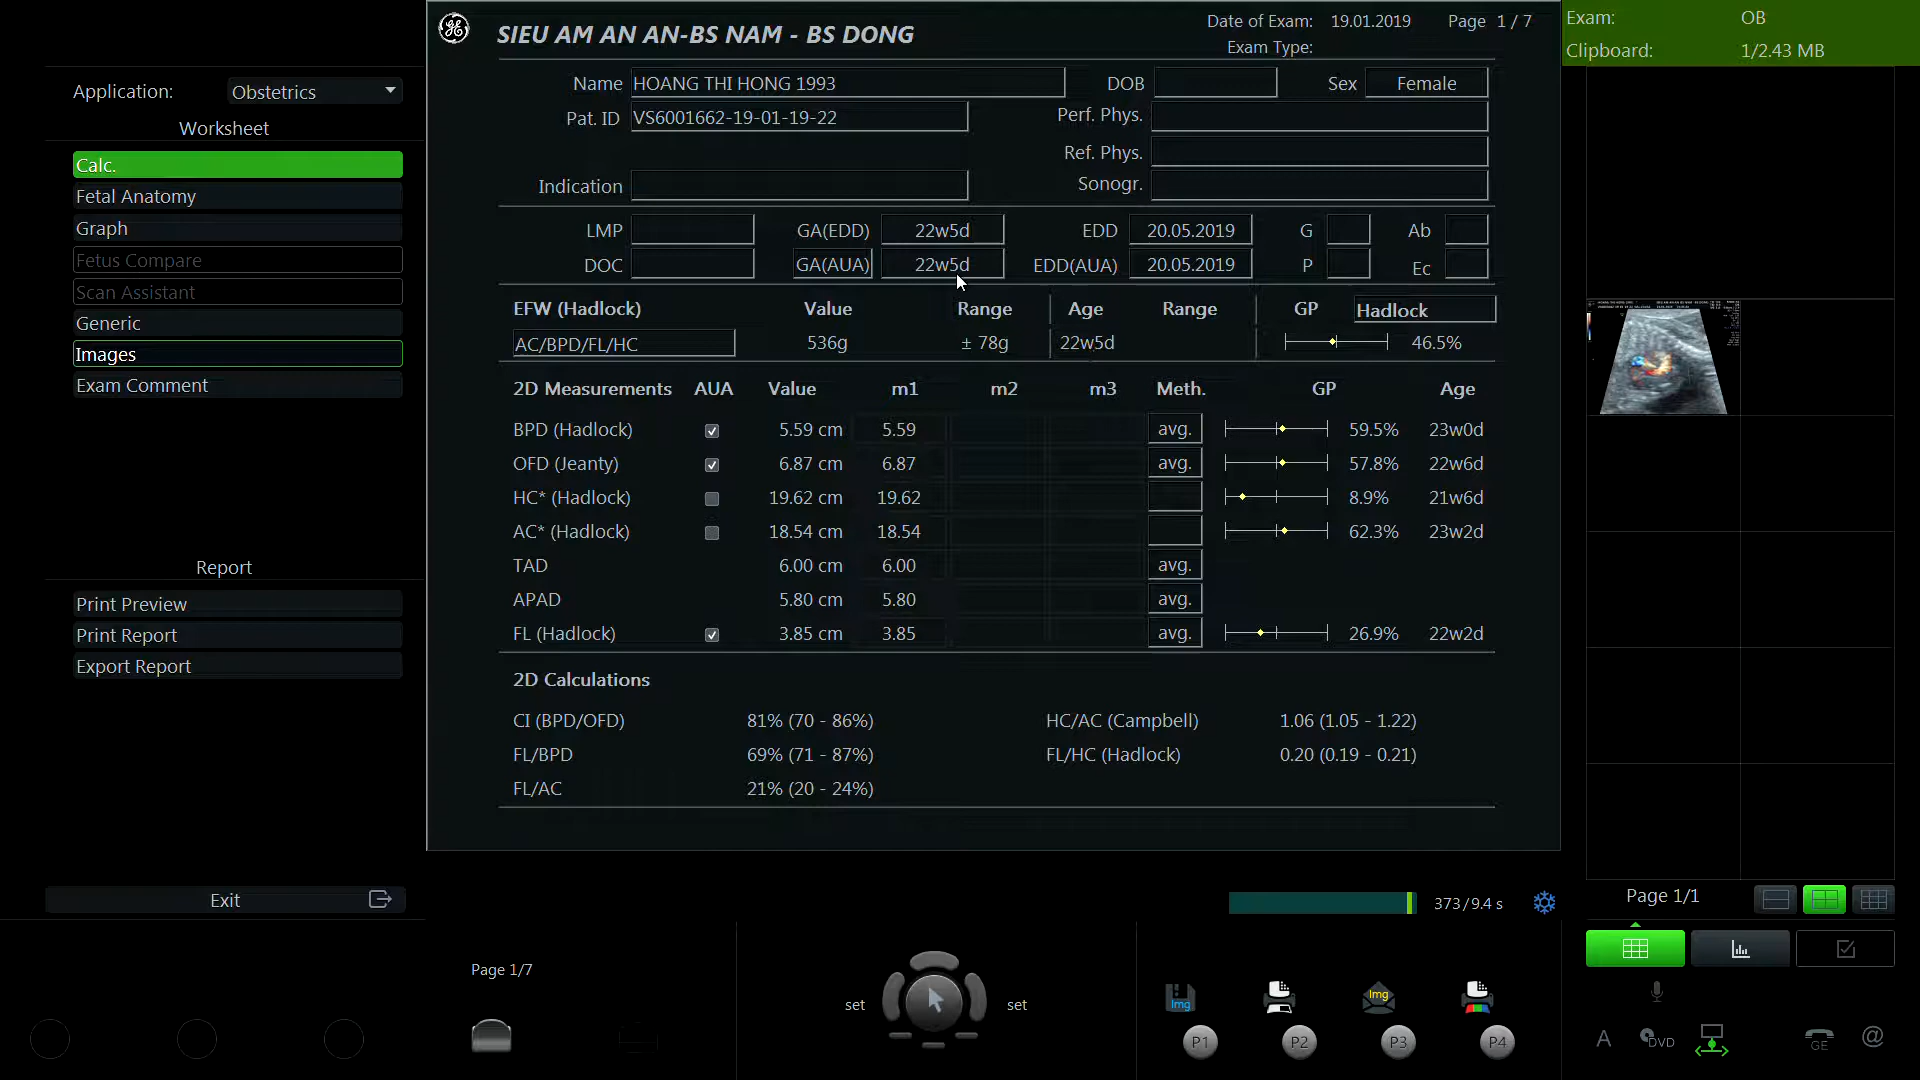 SIEU AM AN AN-BS NAM - BS DONG
Date of Exam: 19.01.2019 Page 1 / 7
Exam Type:
Exam: OB
Clipboard: 1/2.43 MB
Application: Obstetrics
Worksheet
Calc.
Fetal Anatomy
Graph
Fetus Compare
Scan Assistant
Generic
Images
Exam Comment
Report
Print Preview
Print Report
Export Report
Exit
Name HOANG THI HONG 1993 DOB Sex Female
Pat. ID VS6001662-19-01-19-22 Perf. Phys.
Ref. Phys.
Indication Sonogr.
LMP GA(EDD) 22w5d EDD 20.05.2019 G Ab
DOC GA(AUA) 22w5d EDD(AUA) 20.05.2019 P Ec
EFW (Hadlock) Value Range Age Range GP Hadlock
AC/BPD/FL/HC 536g ± 78g 22w5d 46.5%
2D Measurements AUA Value m1 m2 m3 Meth. GP Age
BPD (Hadlock) 5.59 cm 5.59 avg. 59.5% 23w0d
OFD (Jeanty) 6.87 cm 6.87 avg. 57.8% 22w6d
HC* (Hadlock) 19.62 cm 19.62 8.9% 21w6d
AC* (Hadlock) 18.54 cm 18.54 62.3% 23w2d
TAD 6.00 cm 6.00 avg.
APAD 5.80 cm 5.80 avg.
FL (Hadlock) 3.85 cm 3.85 avg. 26.9% 22w2d
2D Calculations
CI (BPD/OFD) 81% (70 - 86%) HC/AC (Campbell) 1.06 (1.05 - 1.22)
FL/BPD 69% (71 - 87%) FL/HC (Hadlock) 0.20 (0.19 - 0.21)
FL/AC 21% (20 - 24%)
373/9.4 s
Page 1/1
Page 1/7
set set
Img Img
P1 P2 P3 P4
A DVD GE @